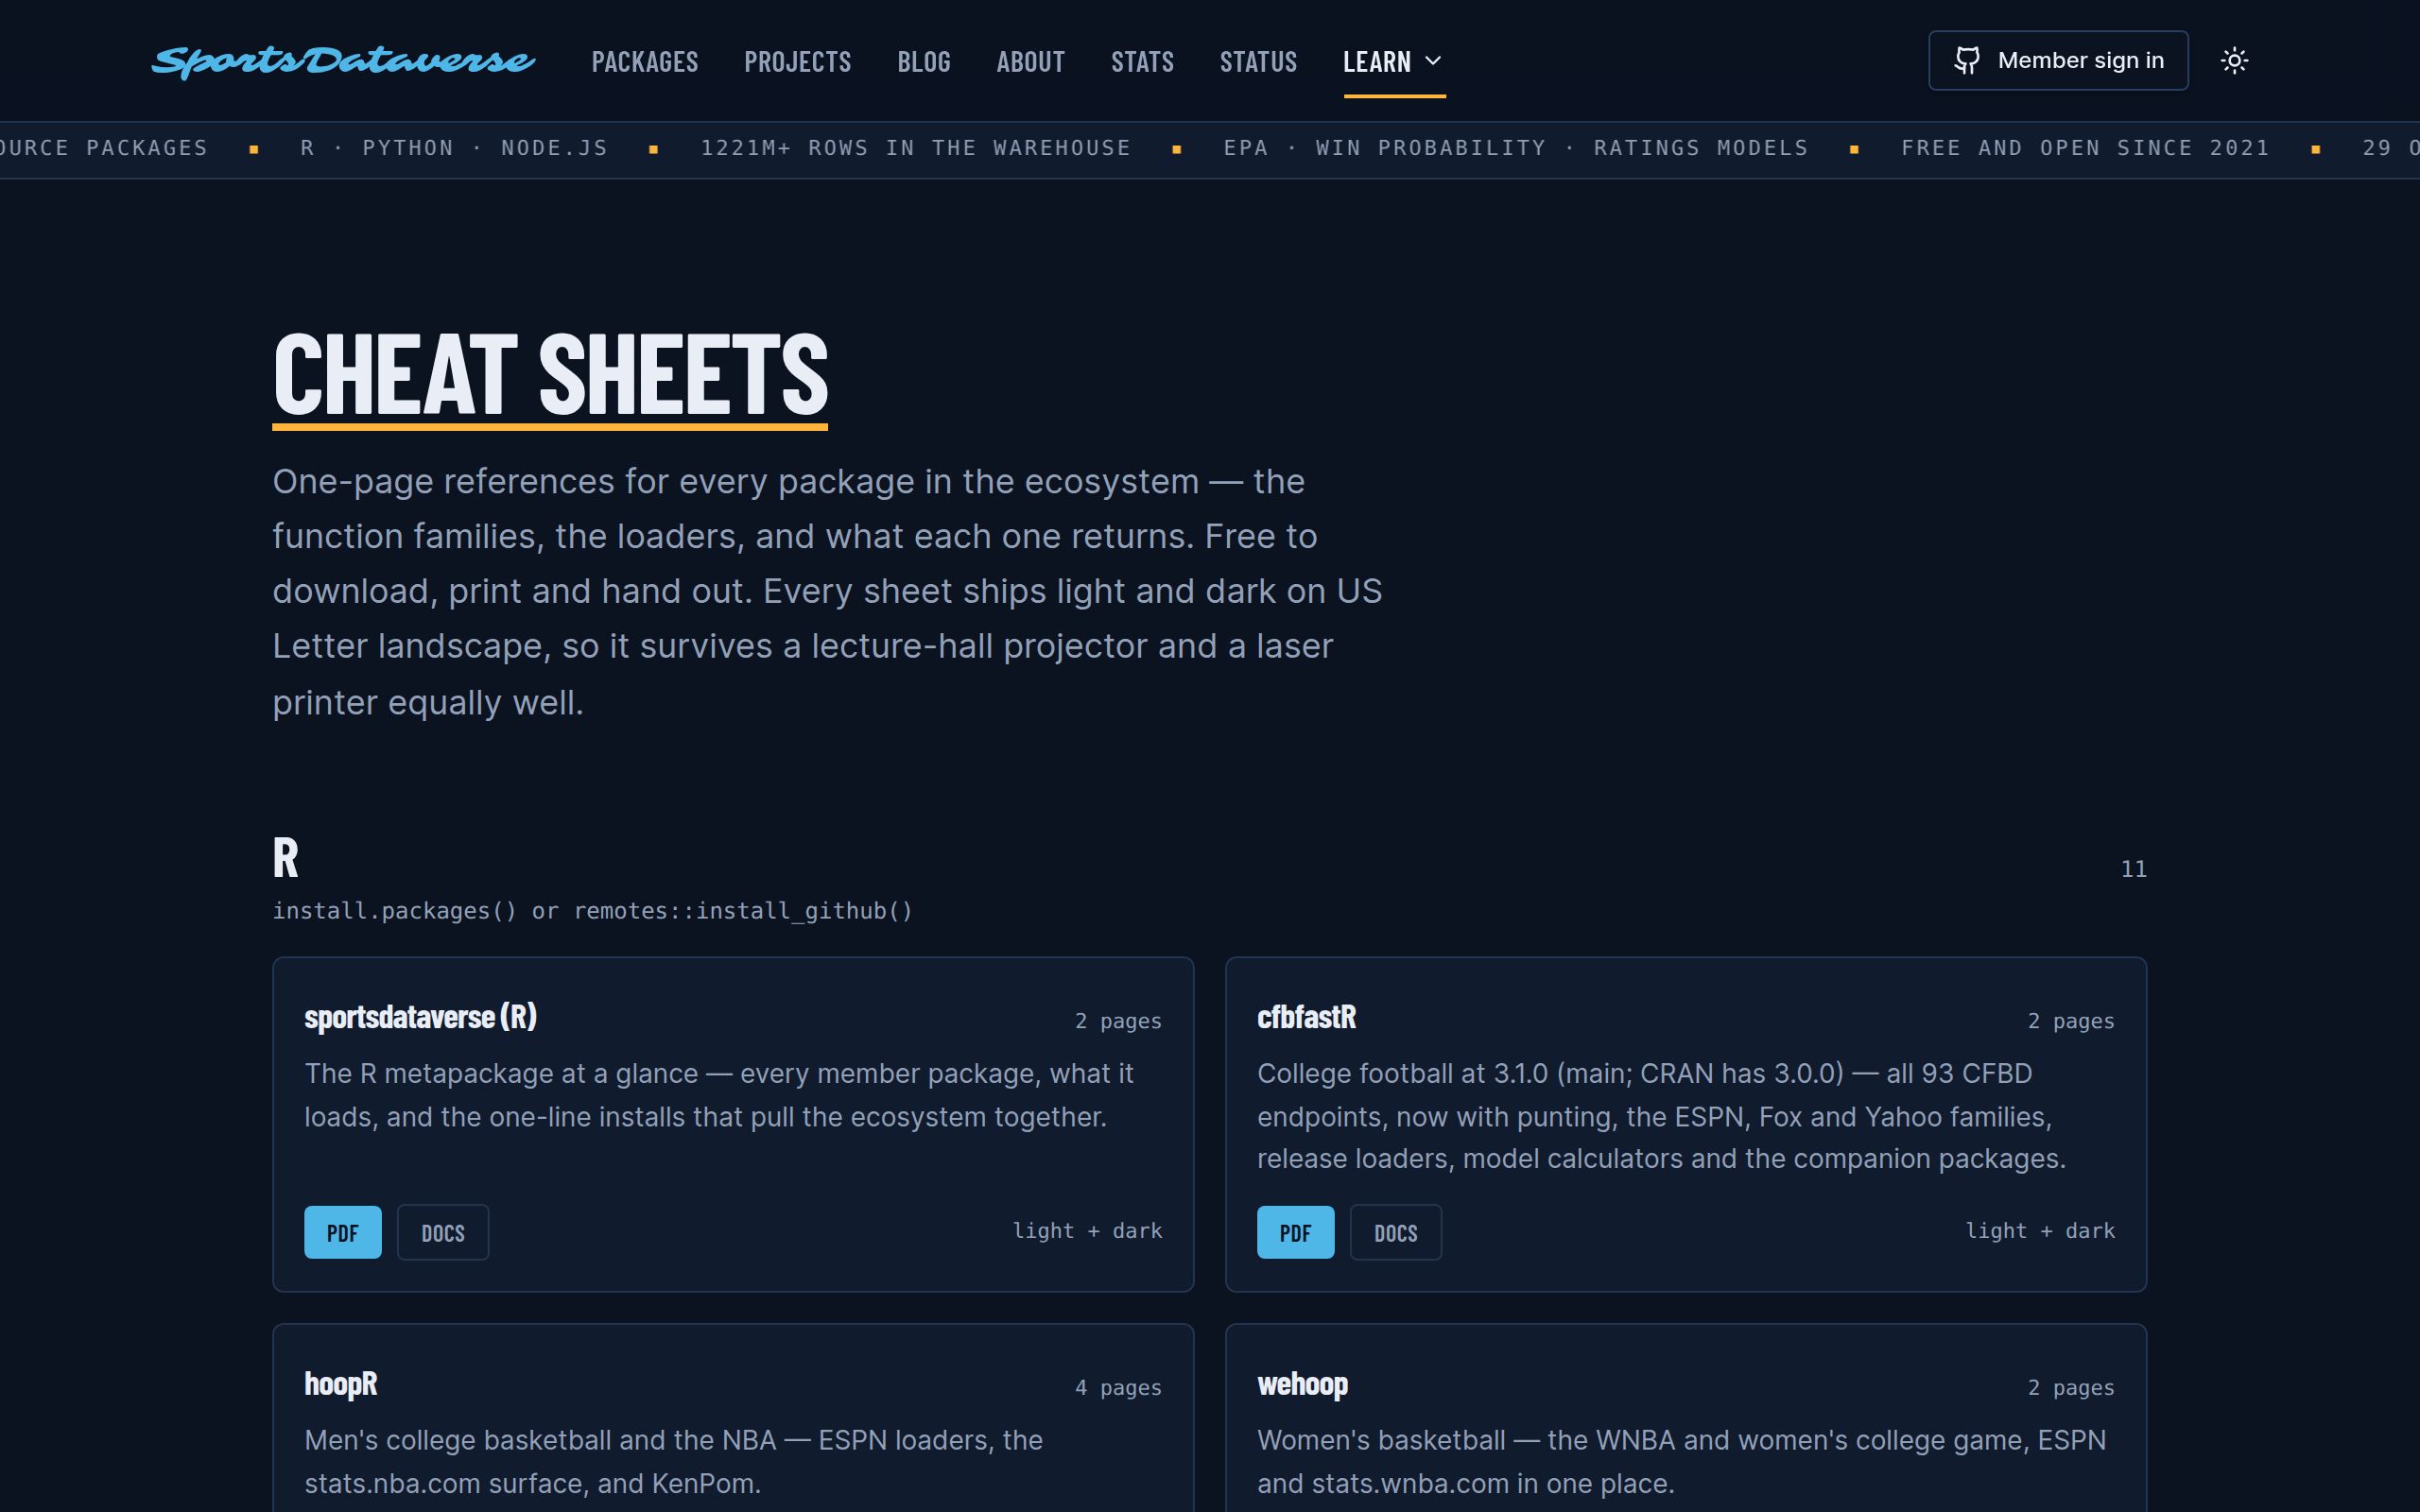 SportsDataverse PACKAGES PROJECTS BLOG ABOUT STATS STATUS LEARN Member sign in
PACKAGES ▪ R · PYTHON · NODE.JS ▪ 1221M+ ROWS IN THE WAREHOUSE ▪ EPA · WIN PROBABILITY · RATINGS MODELS ▪ FREE AND OPEN SINCE 2021 ▪ 29
CHEAT SHEETS
One-page references for every package in the ecosystem — the
function families, the loaders, and what each one returns. Free to
download, print and hand out. Every sheet ships light and dark on US
Letter landscape, so it survives a lecture-hall projector and a laser
printer equally well.
R
11
install.packages() or remotes::install_github()
sportsdataverse (R)
2 pages
The R metapackage at a glance — every member package, what it
loads, and the one-line installs that pull the ecosystem together.
PDF DOCS light + dark
cfbfastR
2 pages
College football at 3.1.0 (main; CRAN has 3.0.0) — all 93 CFBD
endpoints, now with punting, the ESPN, Fox and Yahoo families,
release loaders, model calculators and the companion packages.
PDF DOCS light + dark
hoopR
4 pages
Men's college basketball and the NBA — ESPN loaders, the
stats.nba.com surface, and KenPom.
wehoop
2 pages
Women's basketball — the WNBA and women's college game, ESPN
and stats.wnba.com in one place.